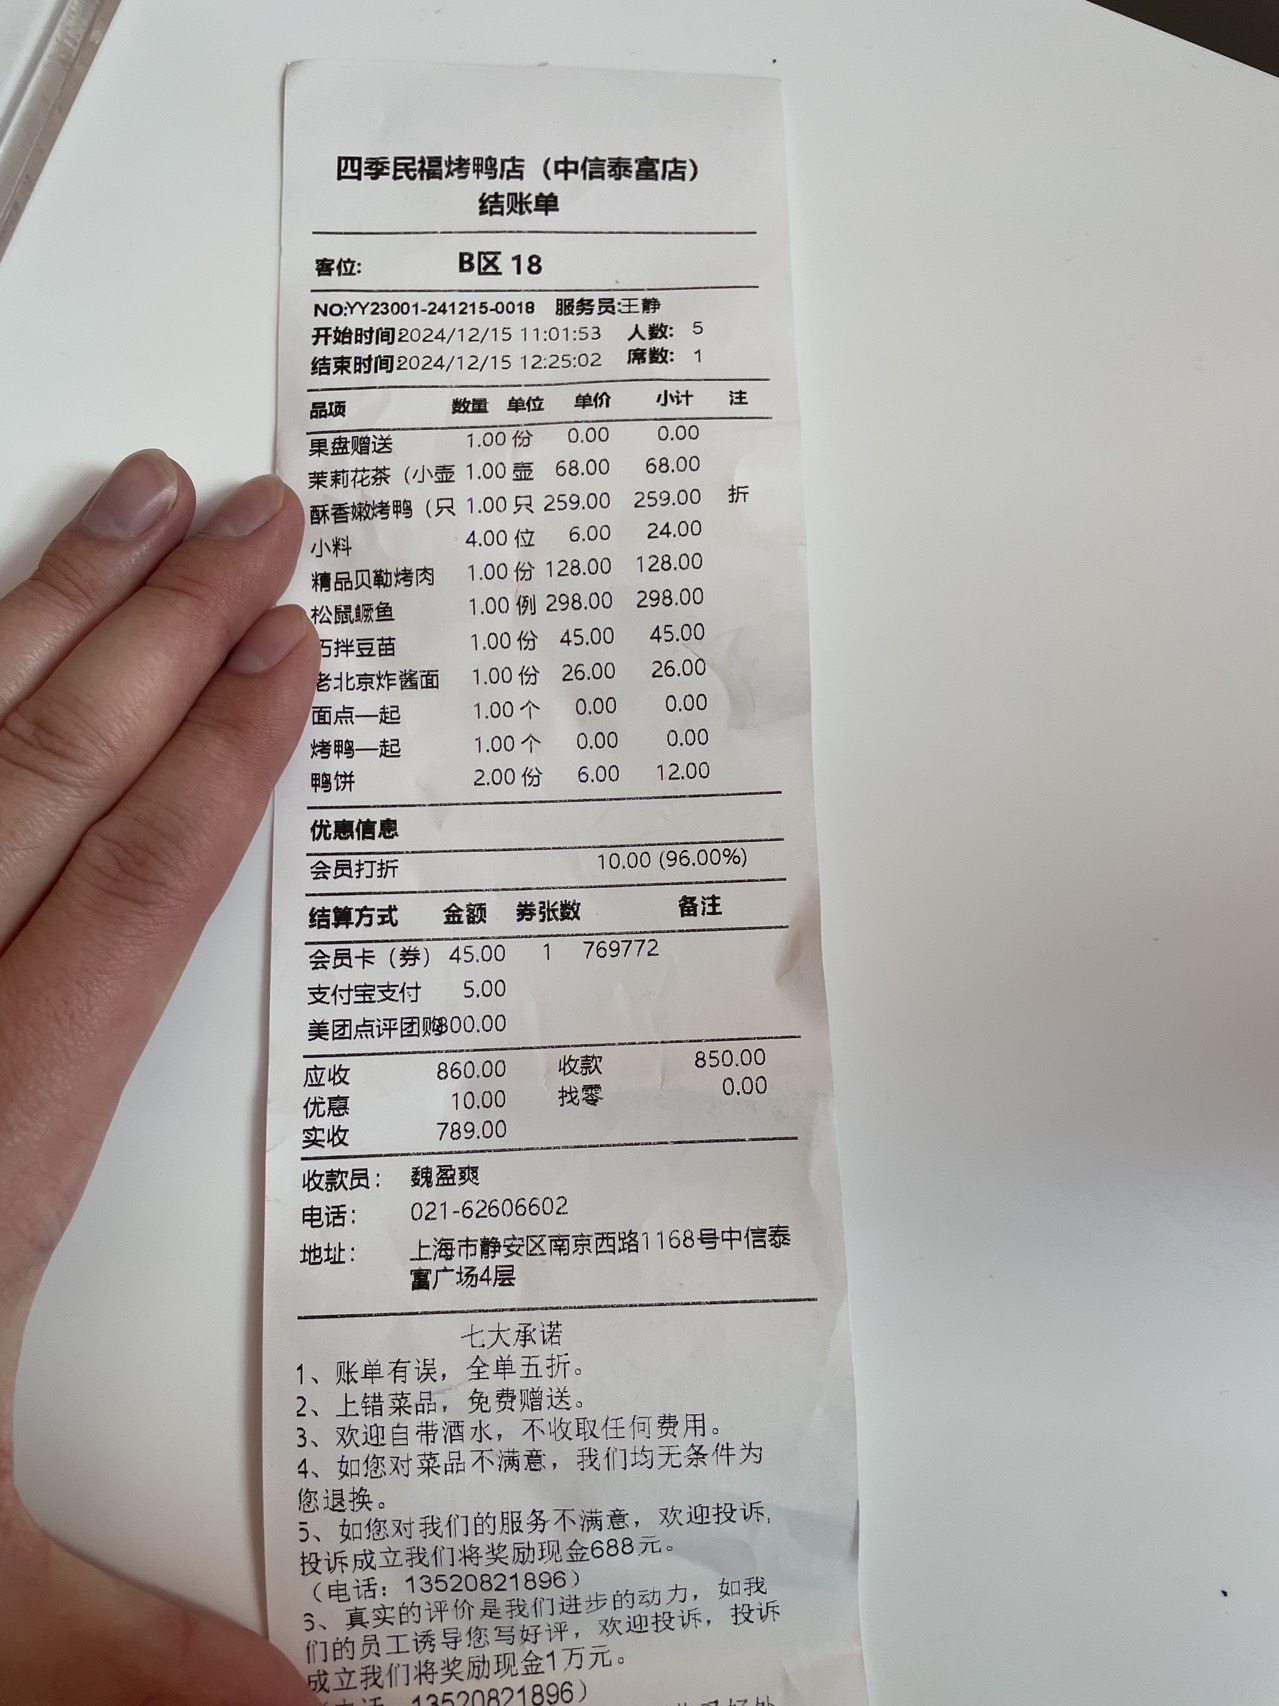 四季民福烤鸭店（中信泰富店）
结账单
客位: B区 18
NO:YY23001-241215-0018 服务员:王静
开始时间2024/12/15 11:01:53 人数: 5
结束时间2024/12/15 12:25:02 席数: 1
品项 数量 单位 单价 小计 注
果盘赠送 1.00 份 0.00 0.00
茉莉花茶（小壶 1.00 壶 68.00 68.00
酥香嫩烤鸭（只 1.00 只 259.00 259.00 折
小料 4.00 位 6.00 24.00
精品贝勒烤肉 1.00 份 128.00 128.00
松鼠鳜鱼 1.00 例 298.00 298.00
巧拌豆苗 1.00 份 45.00 45.00
老北京炸酱面 1.00 份 26.00 26.00
面点—起 1.00 个 0.00 0.00
烤鸭—起 1.00 个 0.00 0.00
鸭饼 2.00 份 6.00 12.00
优惠信息
会员打折 10.00 (96.00%)
结算方式 金额 券张数 备注
会员卡（券） 45.00 1 769772
支付宝支付 5.00
美团点评团购800.00
应收 860.00 收款 850.00
优惠 10.00 找零 0.00
实收 789.00
收款员: 魏盈爽
电话: 021-62606602
地址: 上海市静安区南京西路1168号中信泰
富广场4层
七大承诺
1、账单有误，全单五折。
2、上错菜品，免费赠送。
3、欢迎自带酒水，不收取任何费用。
4、如您对菜品不满意，我们均无条件为
您退换。
5、如您对我们的服务不满意，欢迎投诉,
投诉成立我们将奖励现金688元。
（电话：13520821896）
6、真实的评价是我们进步的动力，如我
们的员工诱导您写好评，欢迎投诉，投诉
成立我们将奖励现金1万元。
（电话：13520821896）